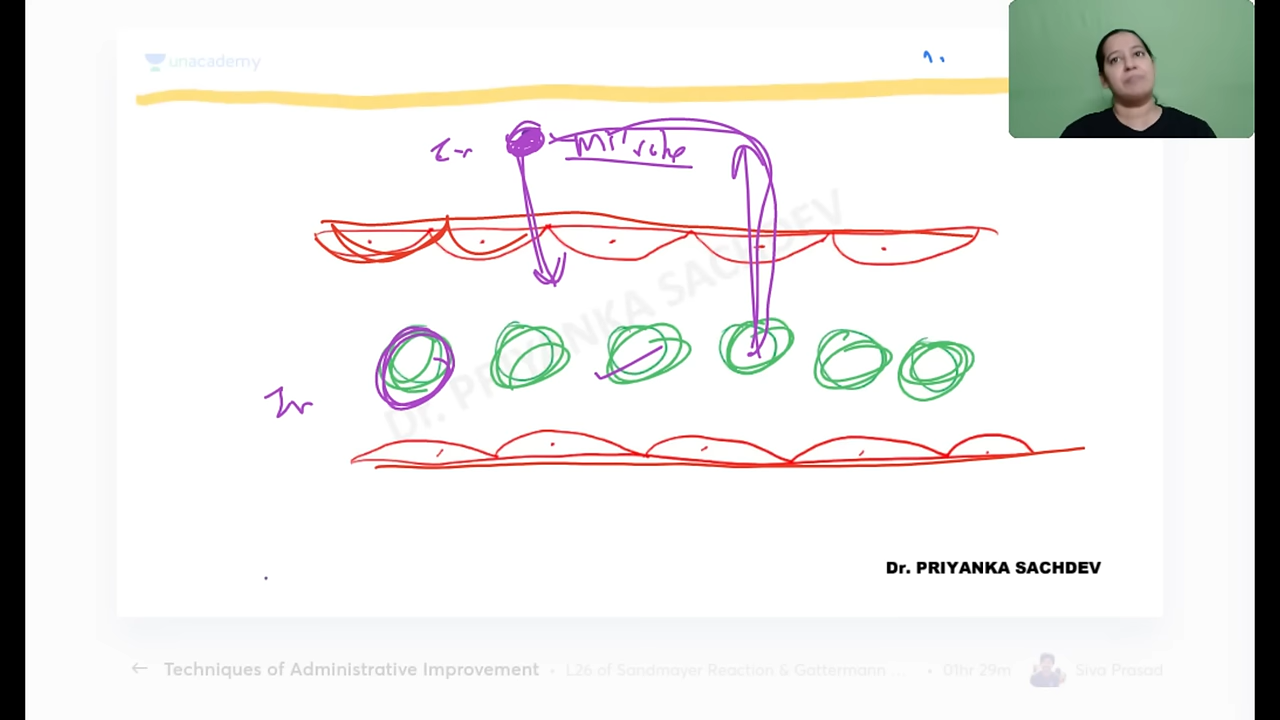 unacademy
Dr. PRIYANKA SACHDEV
Dr. PRIYANKA SACHDEV
Techniques of Administrative Improvement • L26 of Sandmayer Reaction & Gattermann ... • 01hr 29m Siva Prasad